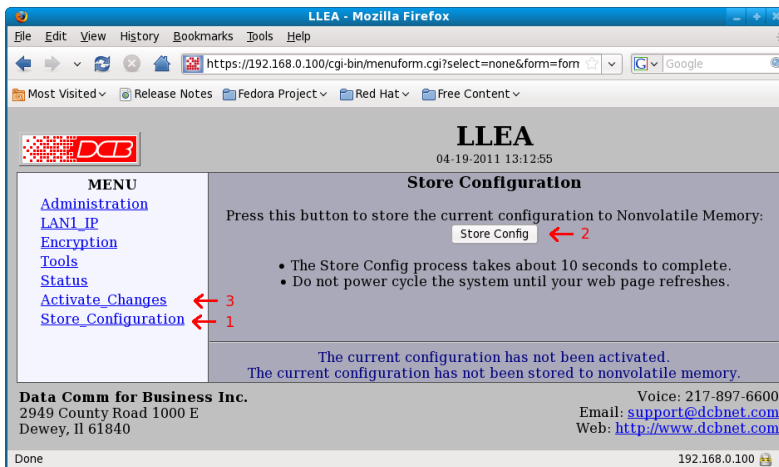 LLEA - Mozilla Firefox
File Edit View History Bookmarks Tools Help
https://192.168.0.100/cgi-bin/menuform.cgi?select=none&form=form
G Google
Most Visited Release Notes Fedora Project Red Hat Free Content
DCB
LLEA
04-19-2011 13:12:55
MENU
Administration
LAN1_IP
Encryption
Tools
Status
Activate_Changes 3
Store_Configuration 1
Store Configuration
Press this button to store the current configuration to Nonvolatile Memory:
Store Config 2
• The Store Config process takes about 10 seconds to complete.
• Do not power cycle the system until your web page refreshes.
The current configuration has not been activated.
The current configuration has not been stored to nonvolatile memory.
Data Comm for Business Inc.
2949 County Road 1000 E
Dewey, Il 61840
Voice: 217-897-6600
Email: support@dcbnet.com
Web: http://www.dcbnet.com
Done
192.168.0.100